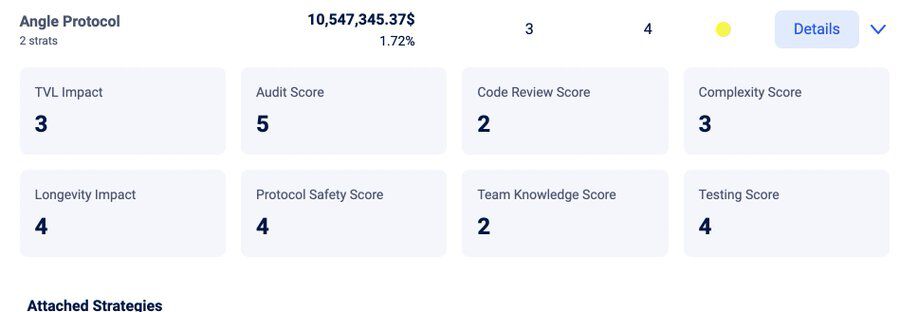 Angle Protocol 10,547,345.37$ 3 4 Details
2 strats 1.72%
TVL Impact Audit Score Code Review Score Complexity Score
3 5 2 3
Longevity Impact Protocol Safety Score Team Knowledge Score Testing Score
4 4 2 4
Attached Strategies